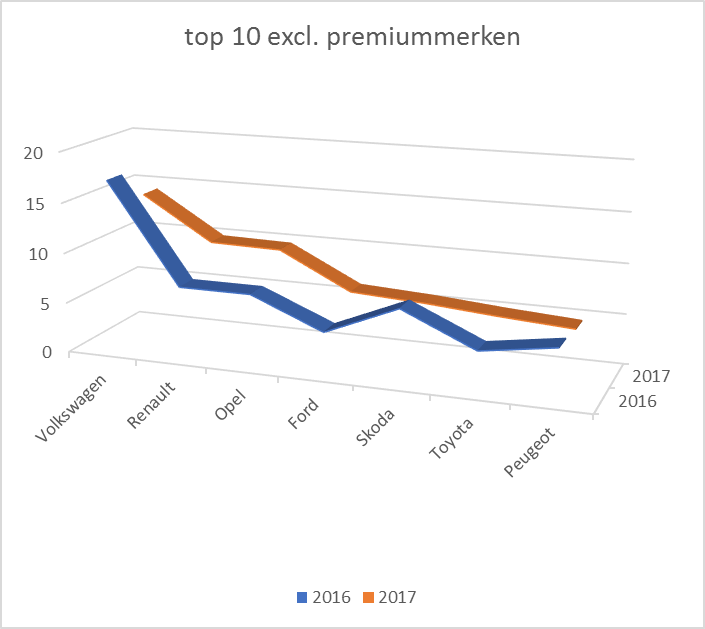 top 10 excl. premiummerken
20
15
10
5
0
Volkswagen
Renault
Opel
Ford
Skoda
Toyota
Peugeot
2017
2016
2016 2017